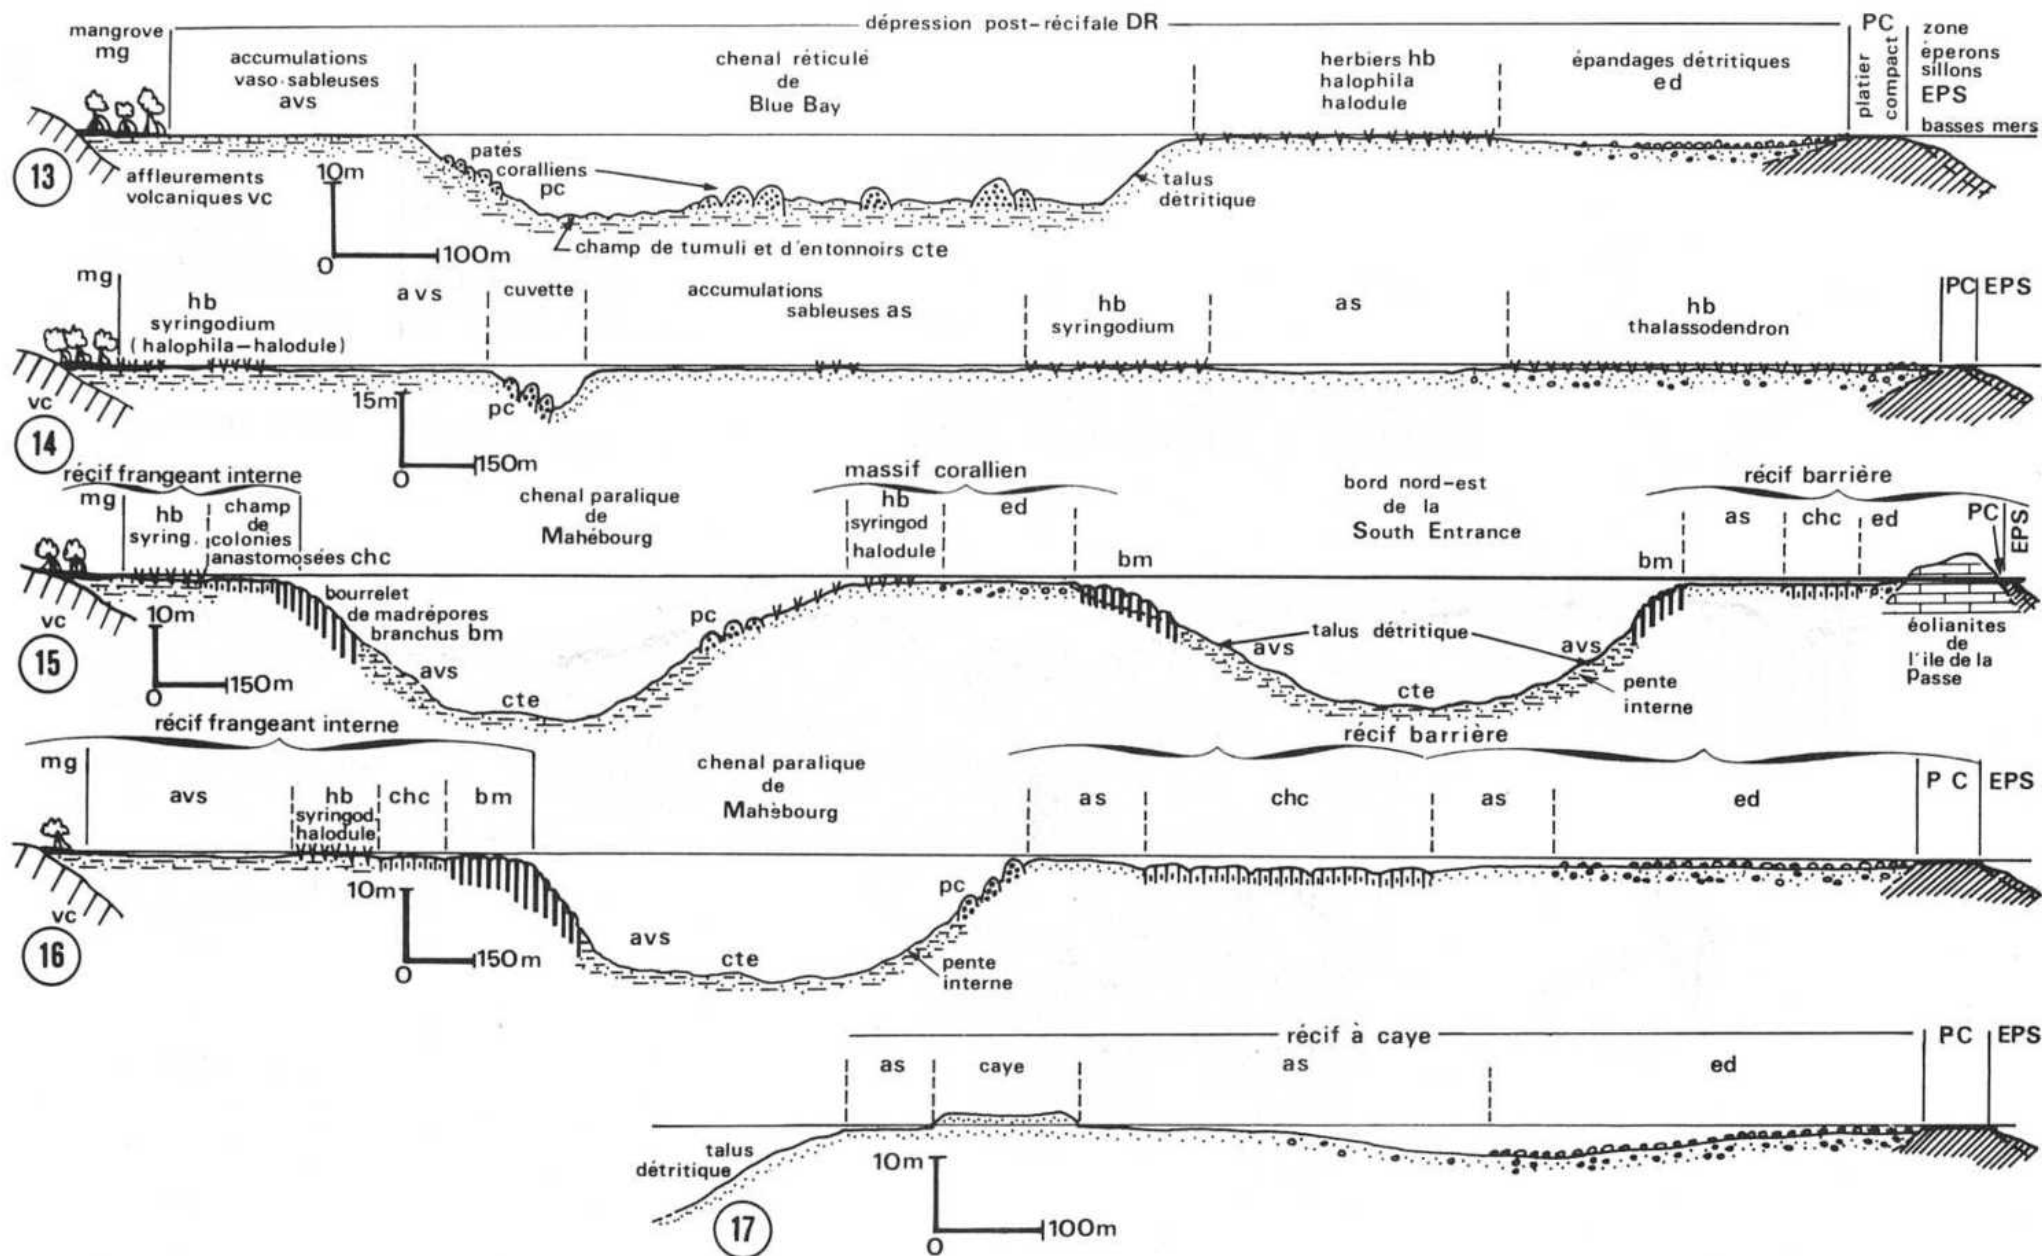 dépression post-récifale DR
mangrove
mg
accumulations
vaso-sableuses
avs
chenal réticulé
de
Blue Bay
herbiers hb
halophila
halodule
épandages détritiques
ed
PC
platier
compact
zone
éperons
sillons
EPS
basses mers
13
affleurements
volcaniques vc
10m
0
100m
patés
coralliens
pc
champ de tumuli et d'entonnoirs cte
talus
détritique
mg
hb
syringodium
(halophila-halodule)
avs
cuvette
accumulations
sableuses as
hb
syringodium
as
hb
thalassodendron
PC
EPS
vc
14
15m
0
150m
pc
récif frangeant interne
mg
hb
syring.
champ
de
colonies
anastomosées chc
chenal paralique
de
Mahébourg
massif corallien
hb
syringod
halodule
ed
bm
bord nord-est
de la
South Entrance
bm
récif barrière
as
chc
ed
PC
EPS
vc
15
10m
0
150m
bourrelet
de madrépores
branchus bm
avs
cte
pc
talus détritique
avs
avs
cte
pente
interne
éolianites
de
l'ile de la
Passe
récif frangeant interne
mg
avs
hb
syringod.
halodule
chc
bm
chenal paralique
de
Mahèbourg
récif barrière
as
chc
as
ed
PC
EPS
vc
16
10m
0
150m
avs
cte
pc
pente
interne
récif à caye
as
caye
as
ed
PC
EPS
talus
détritique
17
10m
0
100m